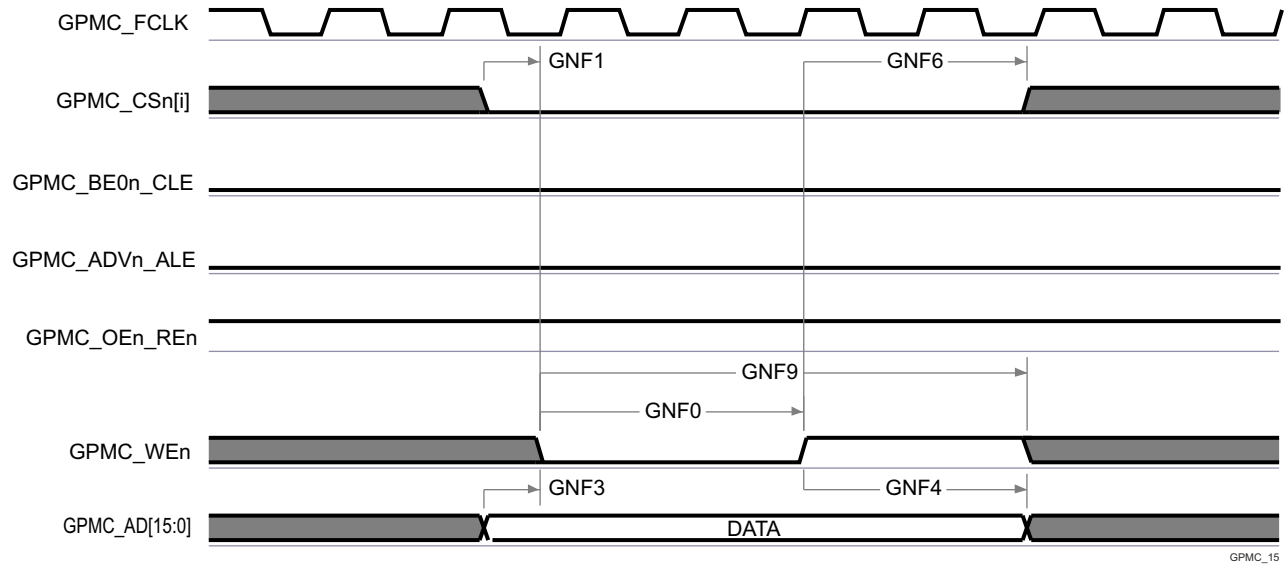 GPMC_FCLK
GNF1
GNF6
GPMC_CSn[i]
GPMC_BE0n_CLE
GPMC_ADVn_ALE
GPMC_OEn_REn
GNF9
GNF0
GPMC_WEn
GNF3
GNF4
GPMC_AD[15:0]
DATA
GPMC_15